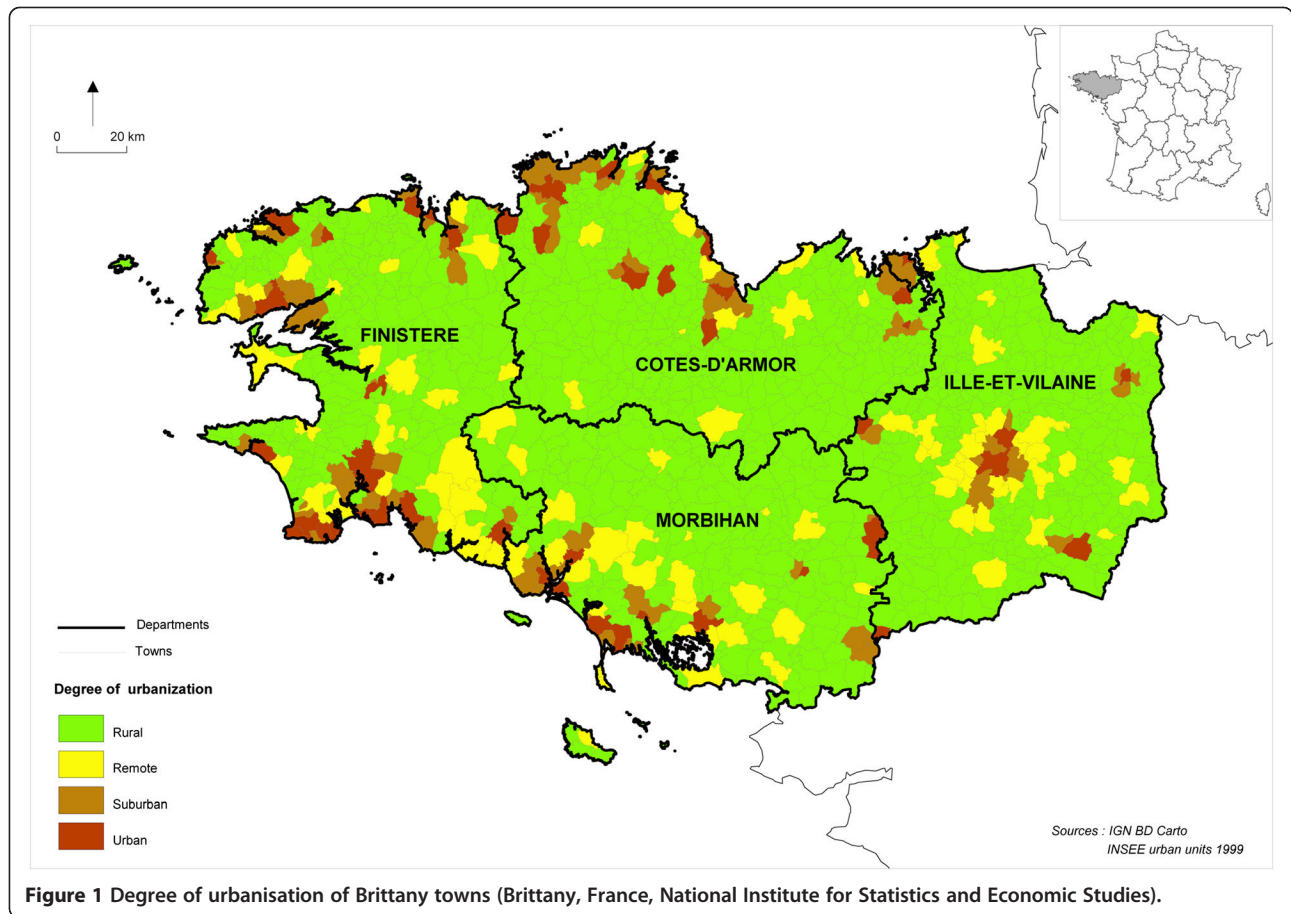 0 20 km
FINISTERE
COTES-D'ARMOR
ILLE-ET-VILAINE
MORBIHAN
Departments
Towns
Degree of urbanization
Rural
Remote
Suburban
Urban
Sources : IGN BD Carto
INSEE urban units 1999
Figure 1 Degree of urbanisation of Brittany towns (Brittany, France, National Institute for Statistics and Economic Studies).